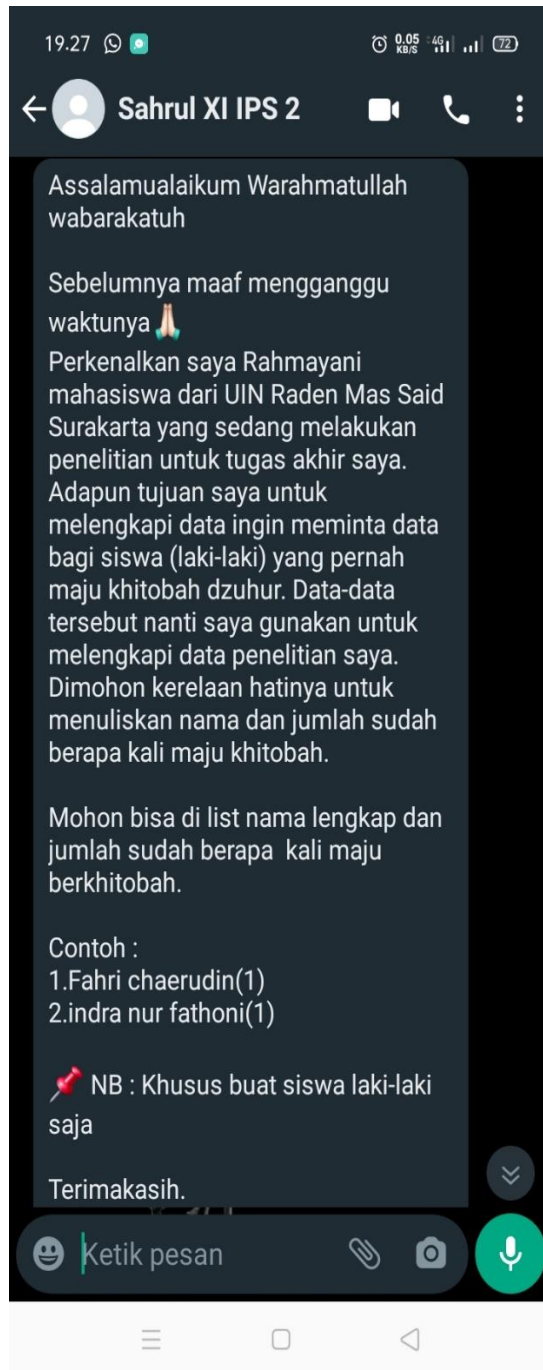 19.27
0.05
KB/S
4G
72
Sahrul XI IPS 2
Assalamualaikum Warahmatullah
wabarakatuh
Sebelumnya maaf mengganggu
waktunya🙏🏻
Perkenalkan saya Rahmayani
mahasiswa dari UIN Raden Mas Said
Surakarta yang sedang melakukan
penelitian untuk tugas akhir saya.
Adapun tujuan saya untuk
melengkapi data ingin meminta data
bagi siswa (laki-laki) yang pernah
maju khitobah dzuhur. Data-data
tersebut nanti saya gunakan untuk
melengkapi data penelitian saya.
Dimohon kerelaan hatinya untuk
menuliskan nama dan jumlah sudah
berapa kali maju khitobah.
Mohon bisa di list nama lengkap dan
jumlah sudah berapa  kali maju
berkhitobah.
Contoh :
1.Fahri chaerudin(1)
2.indra nur fathoni(1)
📌 NB : Khusus buat siswa laki-laki
saja
Terimakasih.
Ketik pesan